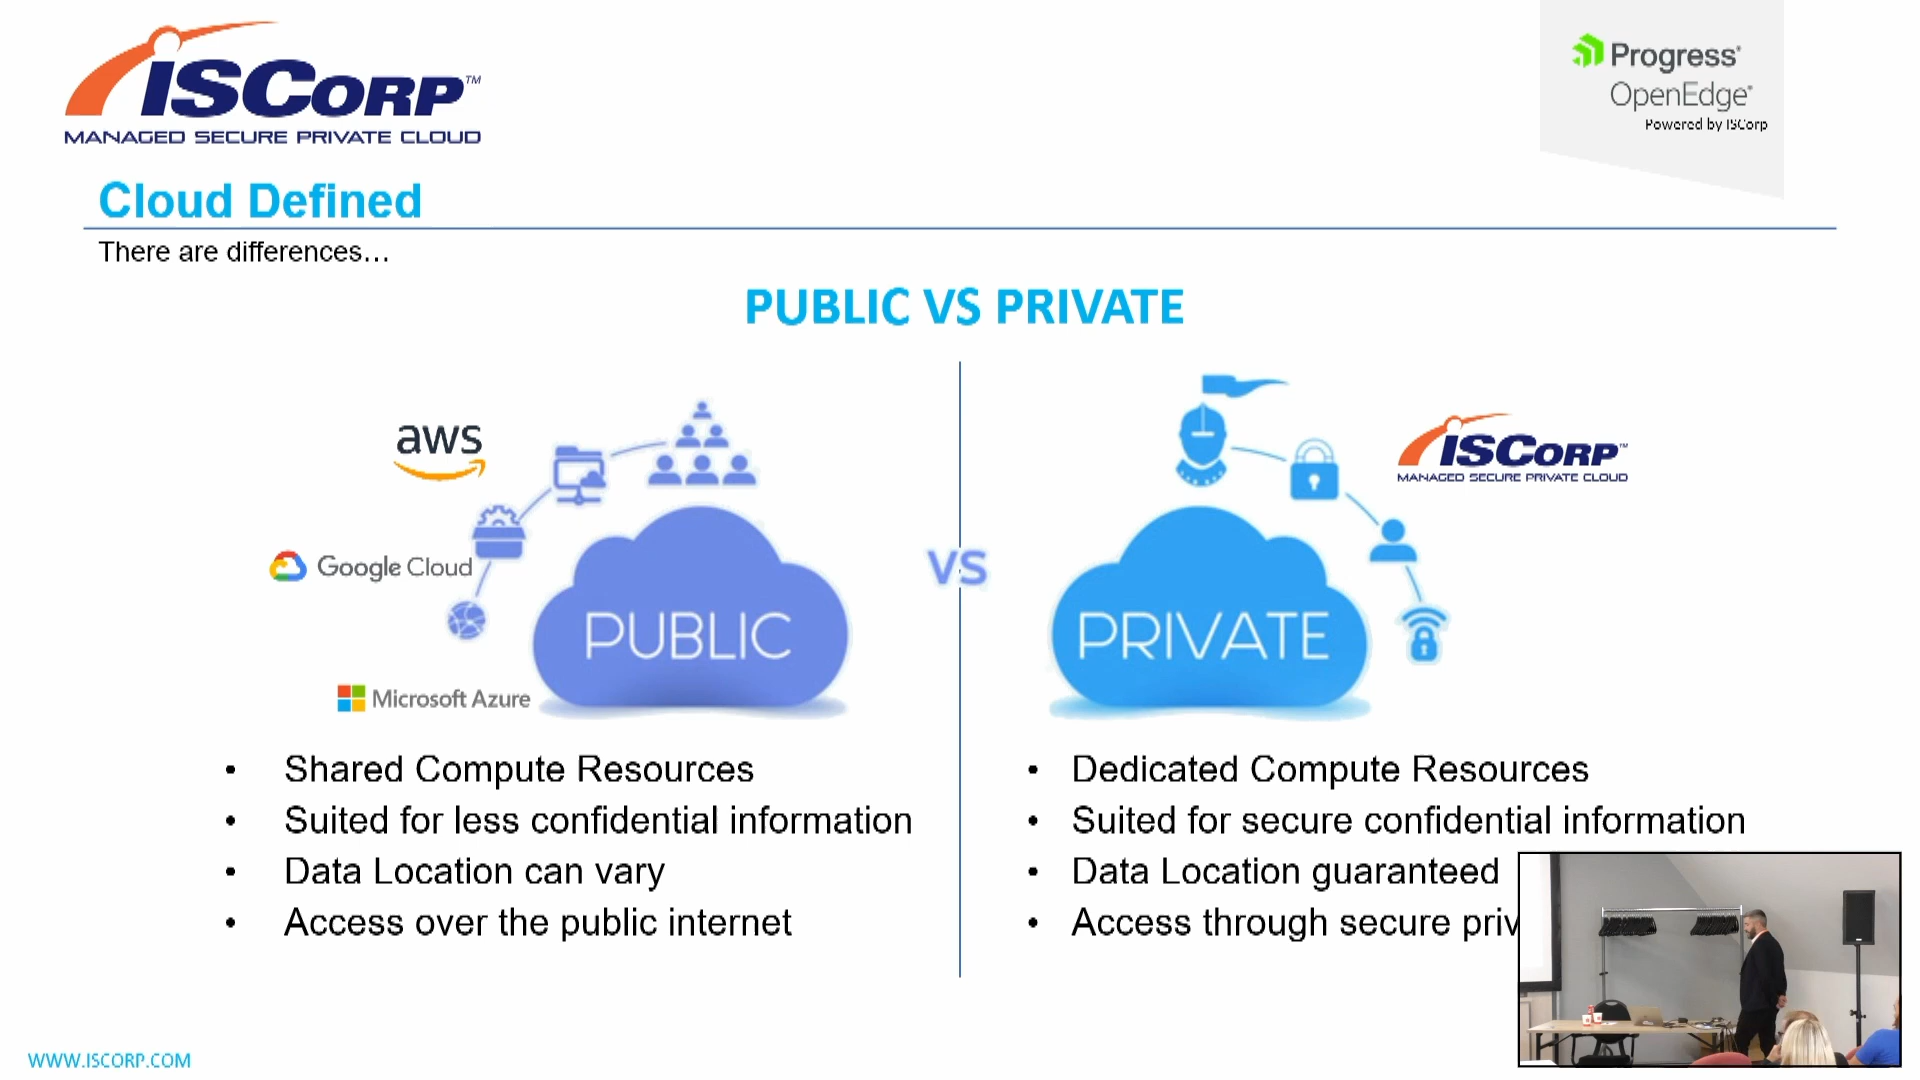 ISCORP™
MANAGED SECURE PRIVATE CLOUD
Progress®
OpenEdge®
Powered by ISCorp
Cloud Defined
There are differences...
PUBLIC VS PRIVATE
aws
Google Cloud
Microsoft Azure
PUBLIC
VS
ISCORP™
MANAGED SECURE PRIVATE CLOUD
PRIVATE
• Shared Compute Resources
• Suited for less confidential information
• Data Location can vary
• Access over the public internet
• Dedicated Compute Resources
• Suited for secure confidential information
• Data Location guaranteed
• Access through secure priv
WWW.ISCORP.COM